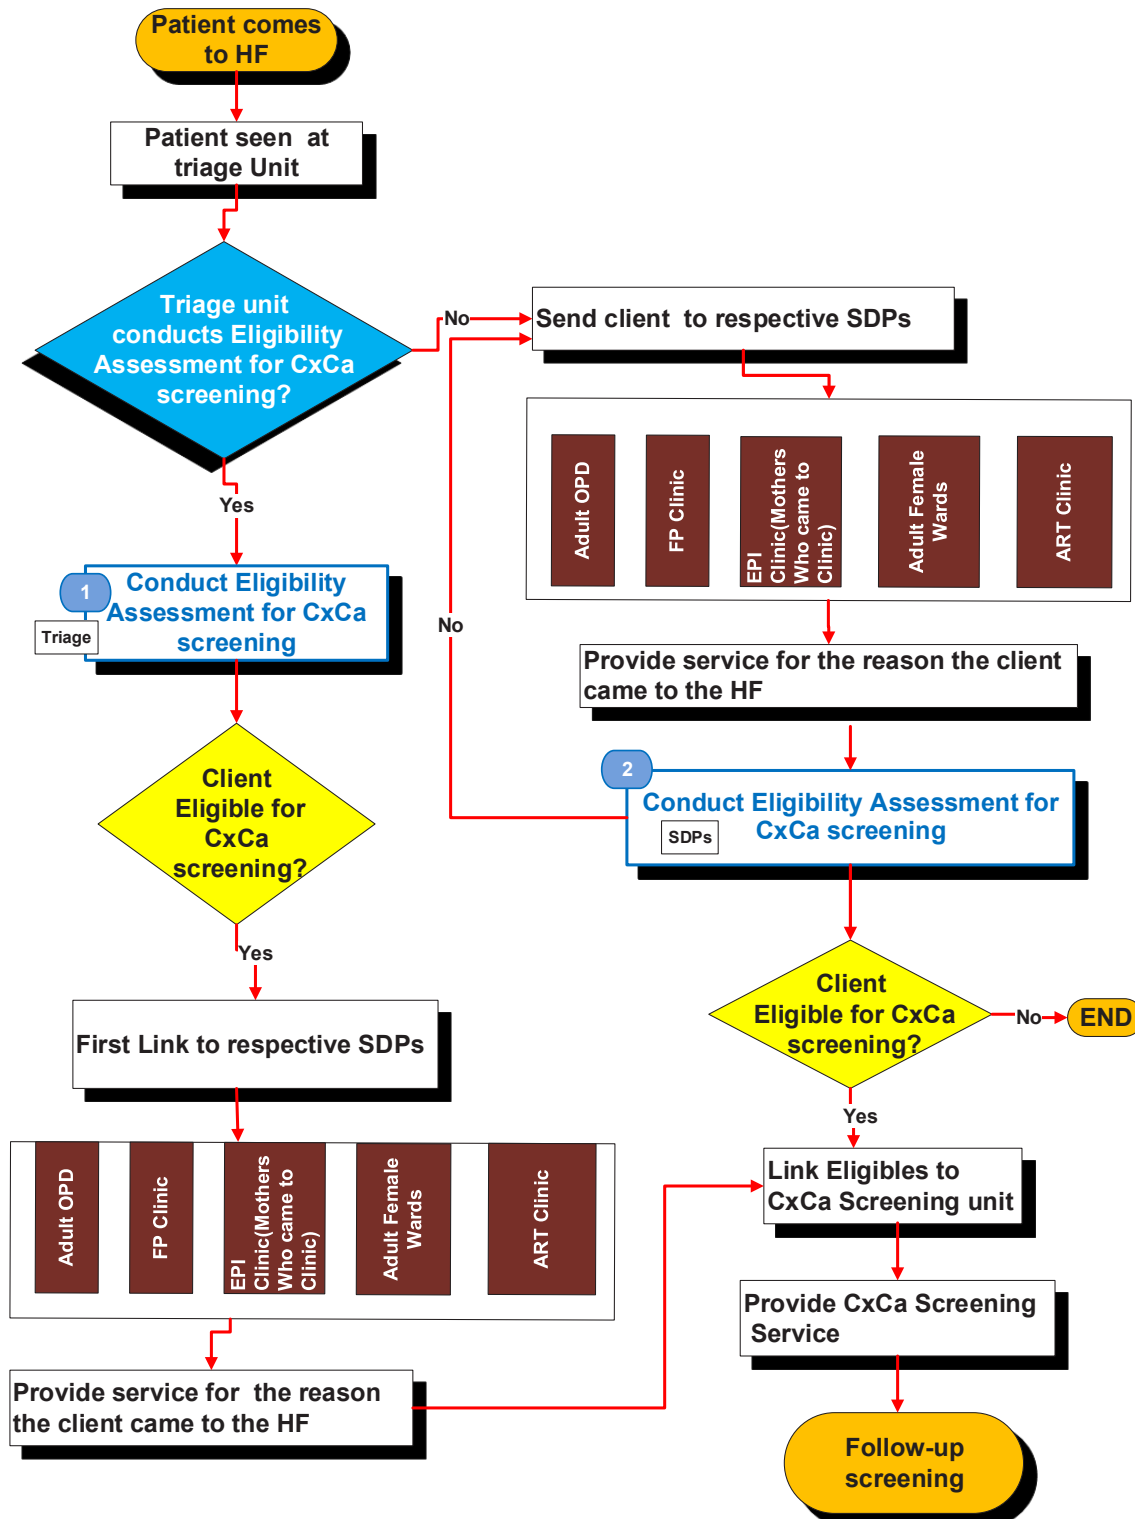 Patient comes
to HF
Patient seen at
triage Unit
Triage unit
conducts Eligibility
Assessment for CxCa
screening?
No
Send client to respective SDPs
Adult OPD
FP Clinic
EPI
Clinic(Mothers
Who came to
Clinic)
Adult Female
Wards
ART Clinic
Yes
1
Conduct Eligibility
Assessment for CxCa
screening
Triage
No
Provide service for the reason the client
came to the HF
2
Conduct Eligibility Assessment for
CxCa screening
SDPs
Client
Eligible for
CxCa
screening?
Yes
Client
Eligible for CxCa
screening?
No
END
First Link to respective SDPs
Yes
Adult OPD
FP Clinic
EPI
Clinic(Mothers
Who came to
Clinic)
Adult Female
Wards
ART Clinic
Link Eligibles to
CxCa Screening unit
Provide CxCa Screening
Service
Provide service for the reason
the client came to the HF
Follow-up
screening